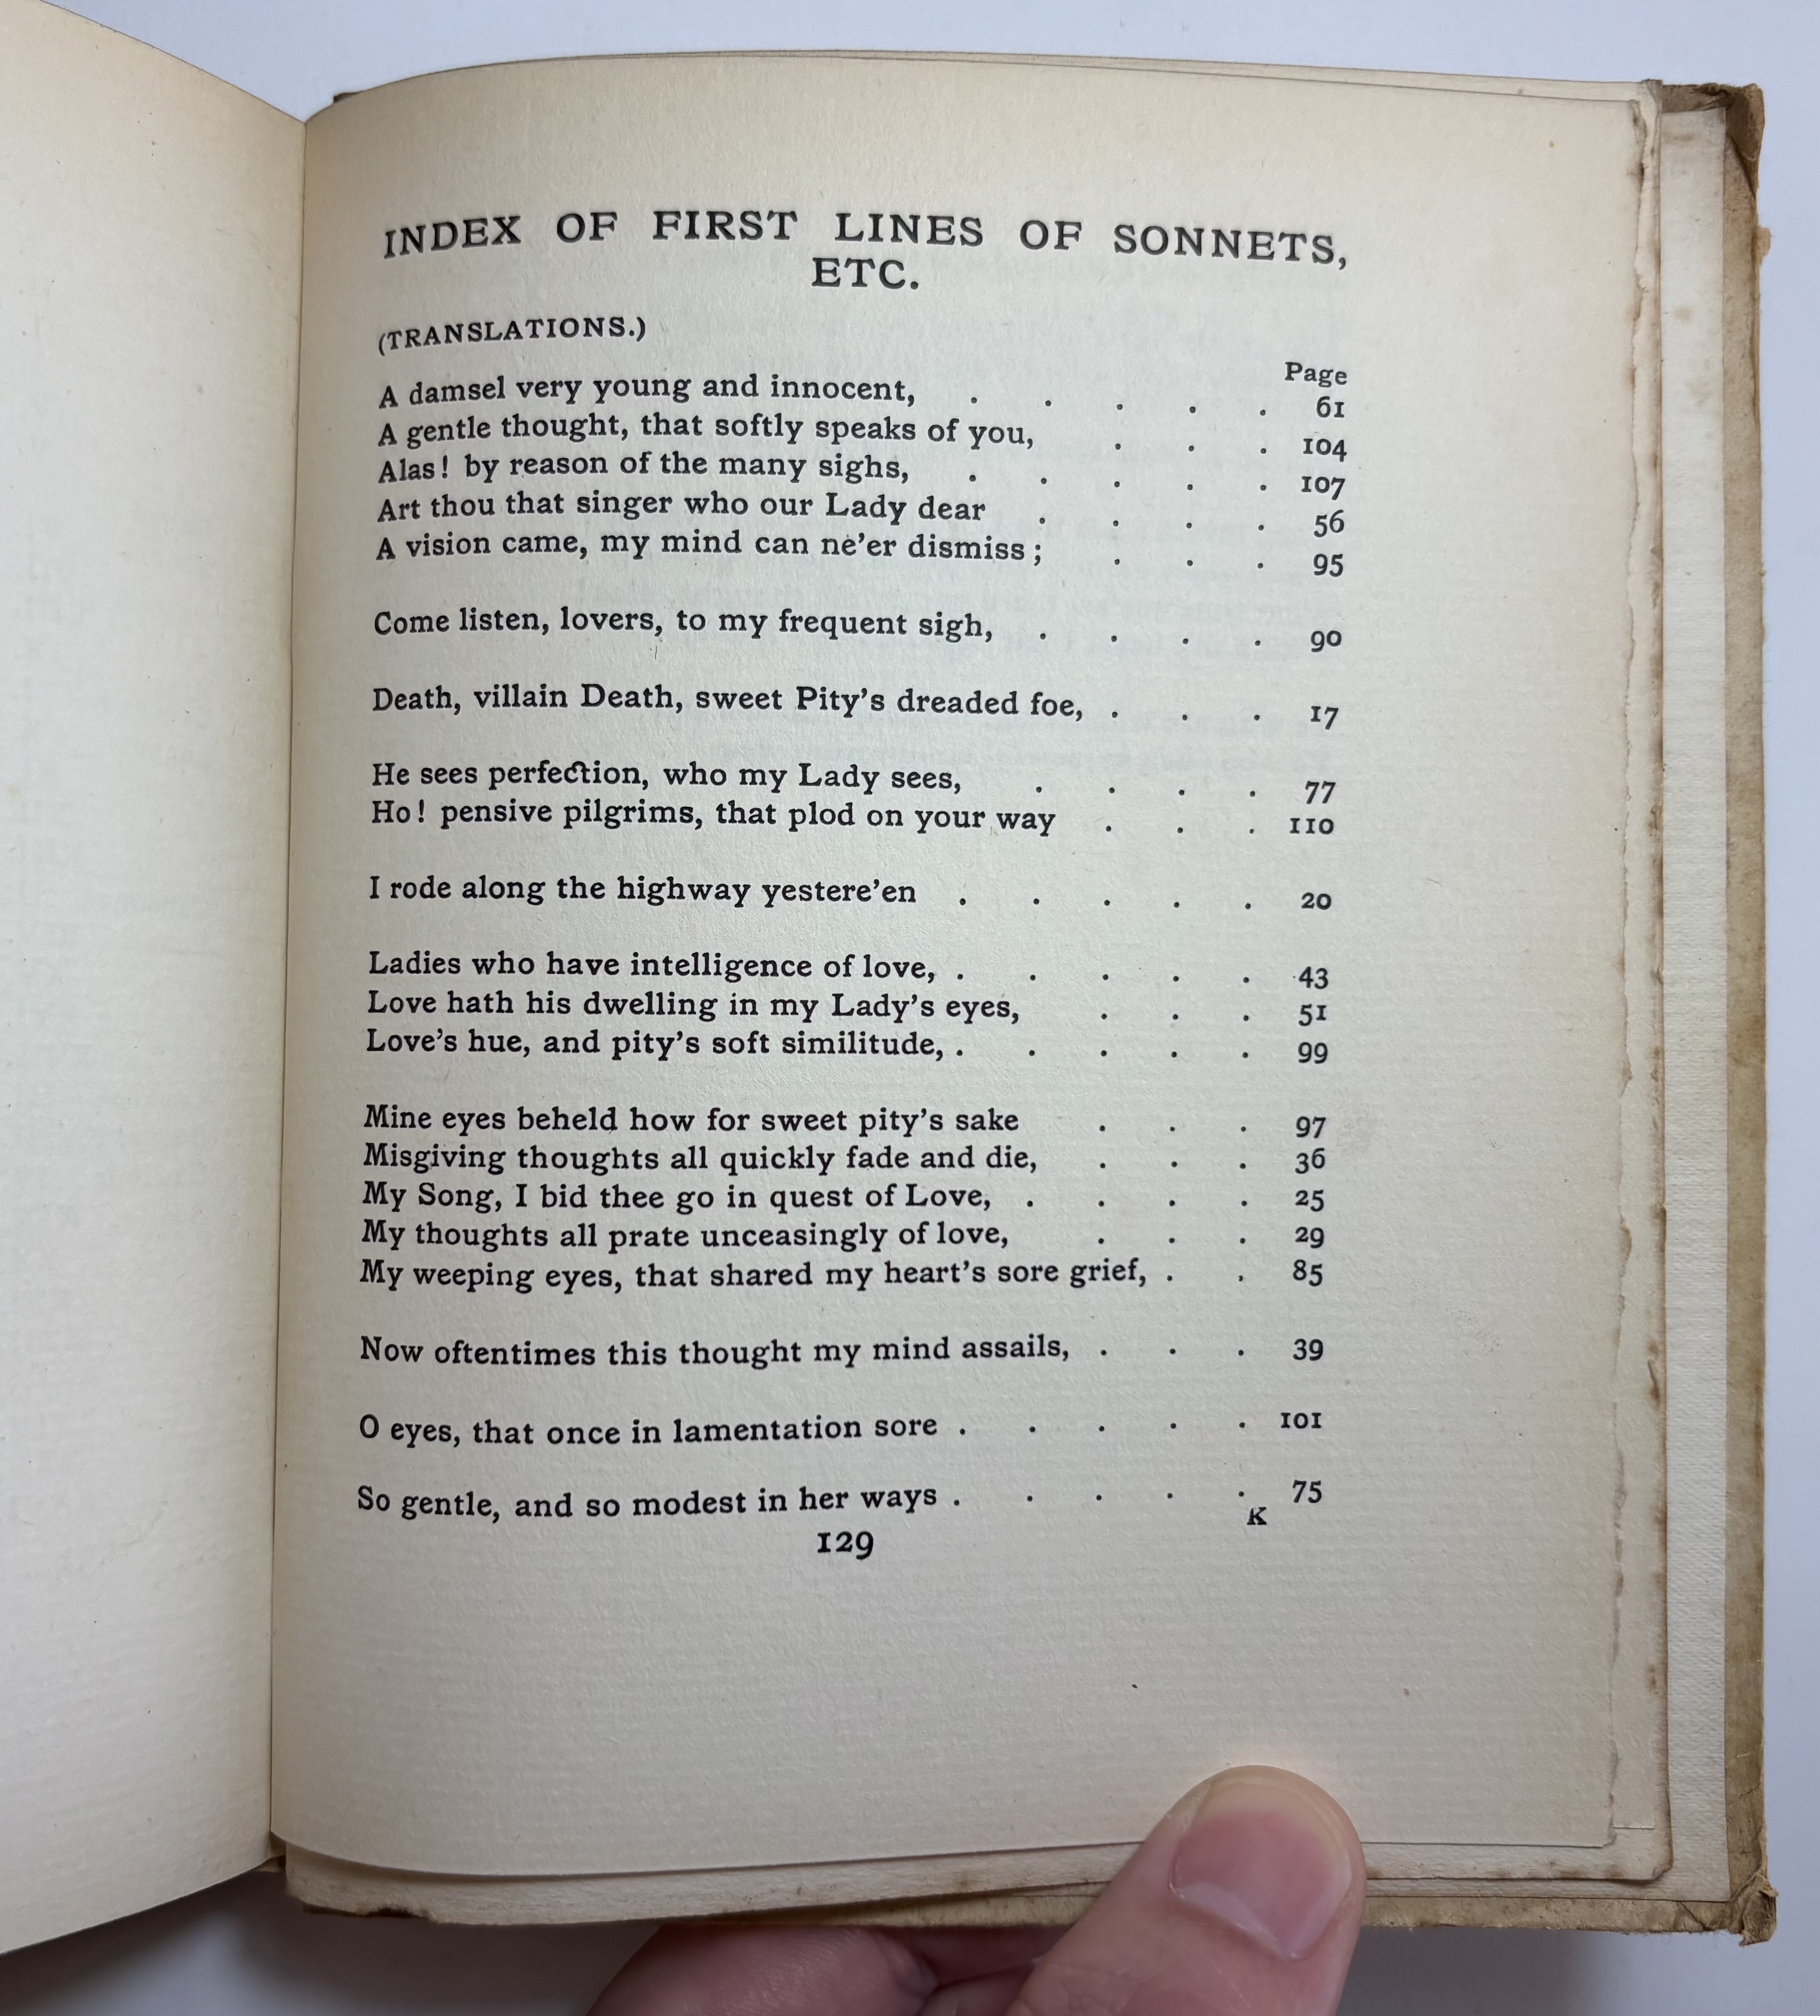 INDEX OF FIRST LINES OF SONNETS,
ETC.
(TRANSLATIONS.)
Page
A damsel very young and innocent, . . . . . 61
A gentle thought, that softly speaks of you, . . . 104
Alas! by reason of the many sighs, . . . . . 107
Art thou that singer who our Lady dear . . . . 56
A vision came, my mind can ne'er dismiss; . . . 95
Come listen, lovers, to my frequent sigh, . . . . 90
Death, villain Death, sweet Pity's dreaded foe, . . . 17
He sees perfection, who my Lady sees, . . . . 77
Ho! pensive pilgrims, that plod on your way . . . 110
I rode along the highway yestere'en . . . . . 20
Ladies who have intelligence of love, . . . . . 43
Love hath his dwelling in my Lady's eyes, . . . 51
Love's hue, and pity's soft similitude, . . . . . 99
Mine eyes beheld how for sweet pity's sake . . . 97
Misgiving thoughts all quickly fade and die, . . . 36
My Song, I bid thee go in quest of Love, . . . . 25
My thoughts all prate unceasingly of love, . . . 29
My weeping eyes, that shared my heart's sore grief, . . 85
Now oftentimes this thought my mind assails, . . . 39
O eyes, that once in lamentation sore . . . . . 101
So gentle, and so modest in her ways . . . . . 75
K
129